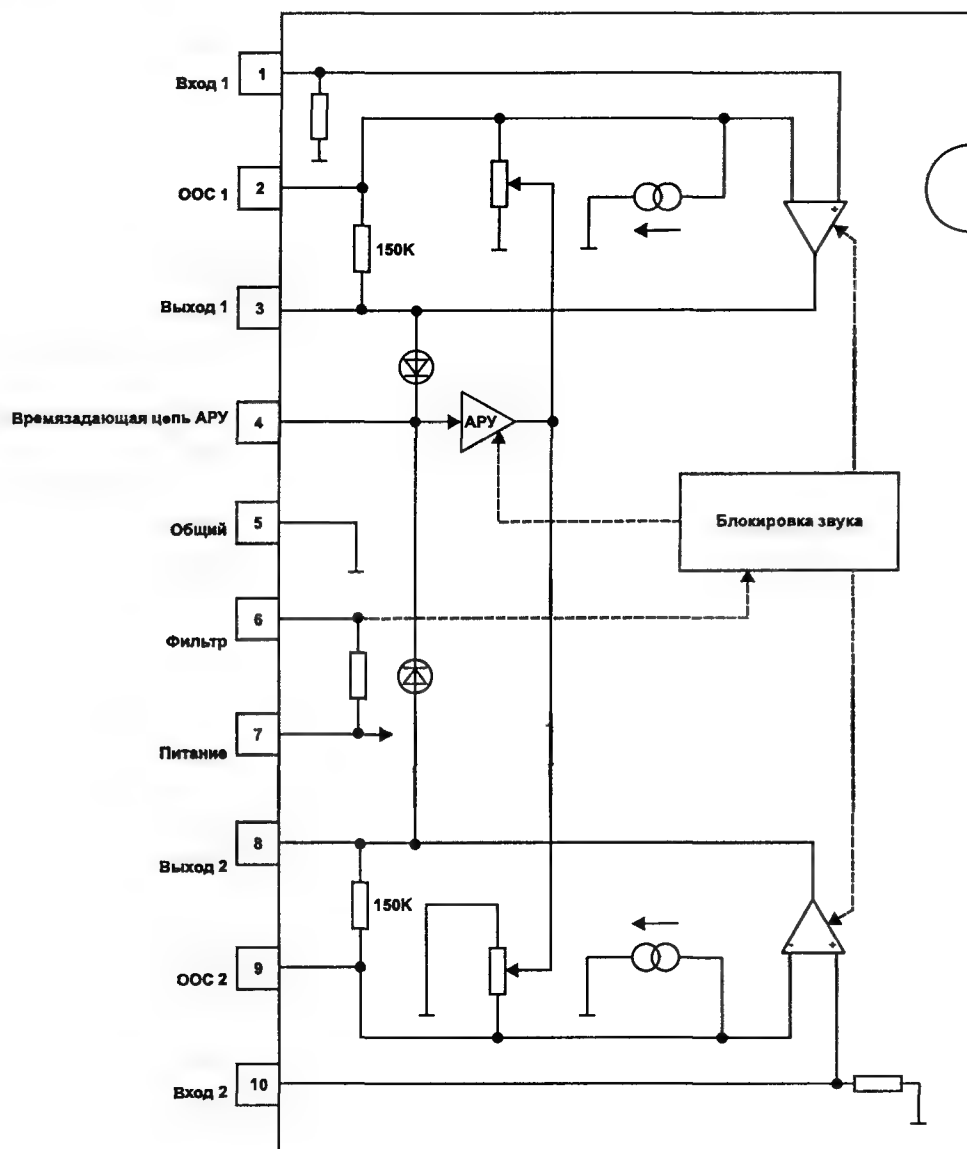 Вход 1
1
+
ООС 1
2
150K
Выход 1
3
Времязадающая цепь АРУ
4
АРУ
Общий
5
Блокировка звука
Фильтр
6
Питание
7
Выход 2
8
150K
- +
ООС 2
9
Вход 2
10